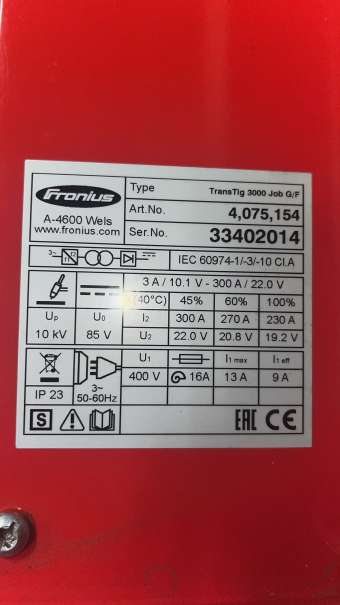 Fronius
A-4600 Wels
www.fronius.com
Type TransTig 3000 Job G/F
Art.No. 4,075,154
Ser.No. 33402014
3~ IEC 60974-1/-3/-10 Cl.A
3 A / 10.1 V - 300 A / 22.0 V
(40°C) 45% 60% 100%
Up U0 I2 300 A 270 A 230 A
10 kV 85 V U2 22.0 V 20.8 V 19.2 V
U1 I1 max I1 eff
400 V 16A 13 A 9 A
IP 23 3~
50-60Hz
S EAC CE